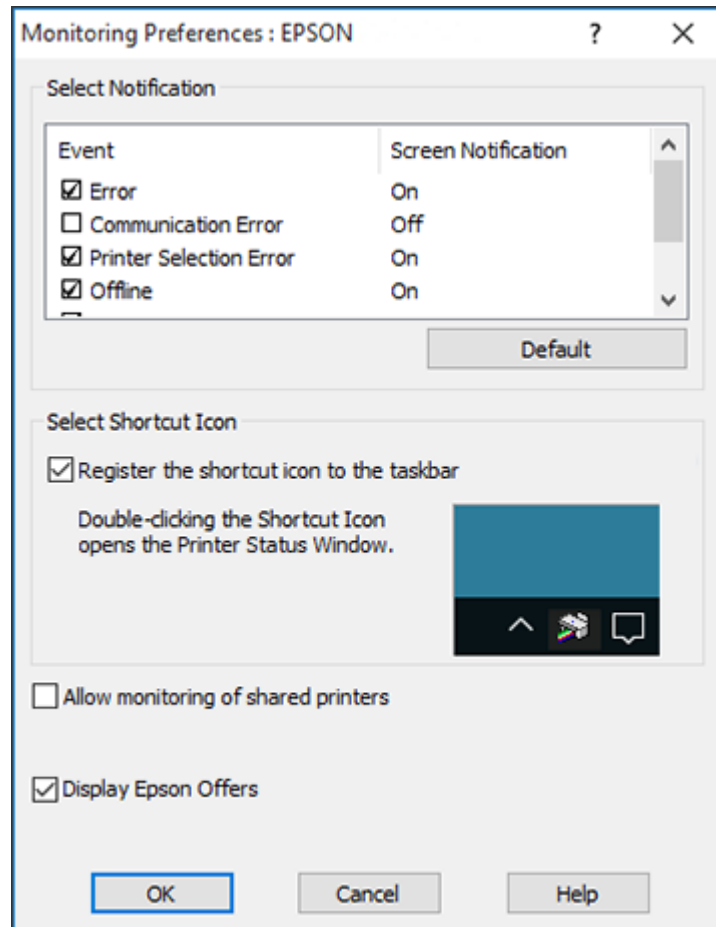 Monitoring Preferences : EPSON
Select Notification
Event Screen Notification
Error On
Communication Error Off
Printer Selection Error On
Offline On
Default
Select Shortcut Icon
Register the shortcut icon to the taskbar
Double-clicking the Shortcut Icon
opens the Printer Status Window.
Allow monitoring of shared printers
Display Epson Offers
OK Cancel Help